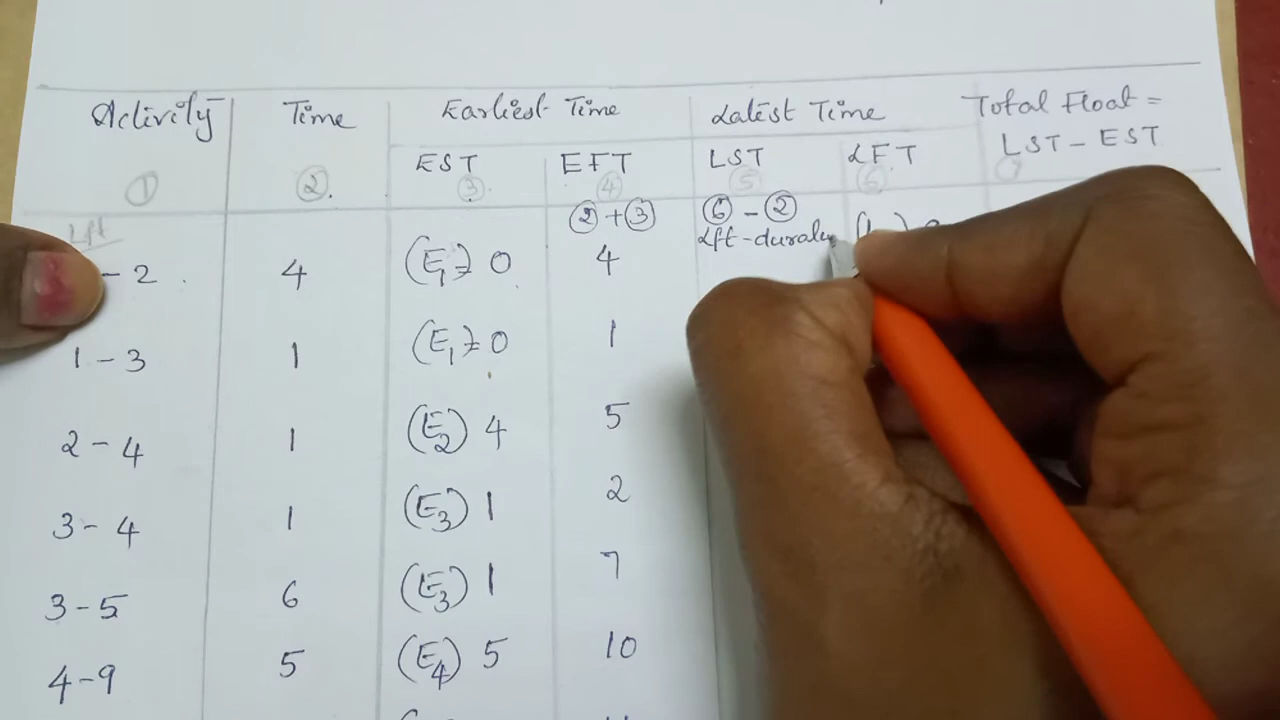 Activity Time Earliest Time Latest Time Total Float =
EST EFT LST LFT LST - EST
① ②. ③ ④ ⑤ ⑥ 7
② + ③ ⑥ - ②
Lft
Lft - - 2 4 (E1) = 0 4
1 - 3 1 (E1) = 0 1
2 - 4 1 (E2) 4 5
3 - 4 1 (E3) 1 2
3 - 5 6 (E3) 1 7
4 - 9 5 (E4) 5 10